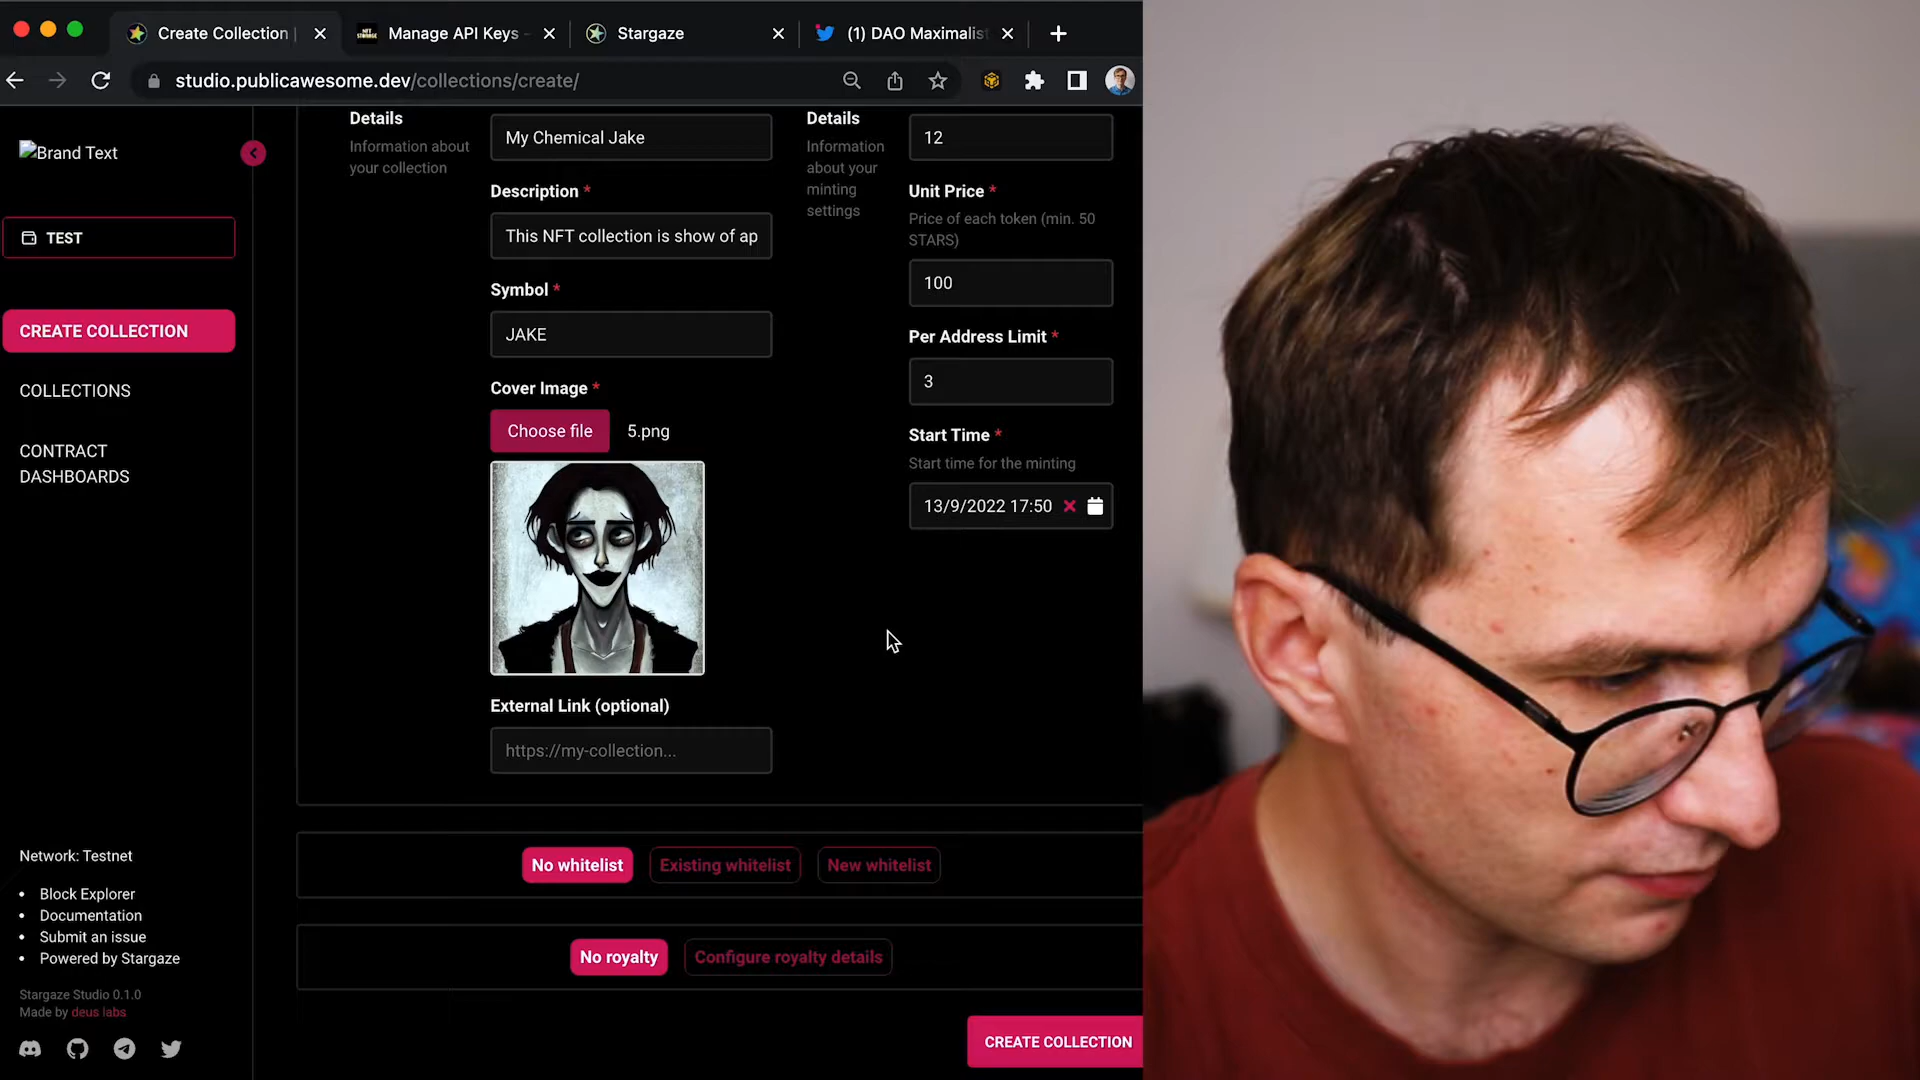 Create Collection |
Manage API Keys -
Stargaze
(1) DAO Maximalist
studio.publicawesome.dev/collections/create/
Brand Text
TEST
CREATE COLLECTION
COLLECTIONS
CONTRACT
DASHBOARDS
Network: Testnet
Block Explorer
Documentation
Submit an issue
Powered by Stargaze
Stargaze Studio 0.1.0
Made by deus labs
Details
Information about
your collection
My Chemical Jake
Description *
This NFT collection is show of ap
Symbol *
JAKE
Cover Image *
Choose file
5.png
External Link (optional)
https://my-collection...
Details
Information
about your
minting
settings
12
Unit Price *
Price of each token (min. 50
STARS)
100
Per Address Limit *
3
Start Time *
Start time for the minting
13/9/2022 17:50
No whitelist
Existing whitelist
New whitelist
No royalty
Configure royalty details
CREATE COLLECTION